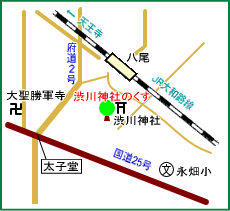 ←天王寺
八尾
府道2号
JR大和路線
大聖勝軍寺
渋川神社のくす
渋川神社
太子堂
国道25号
文 永畑小